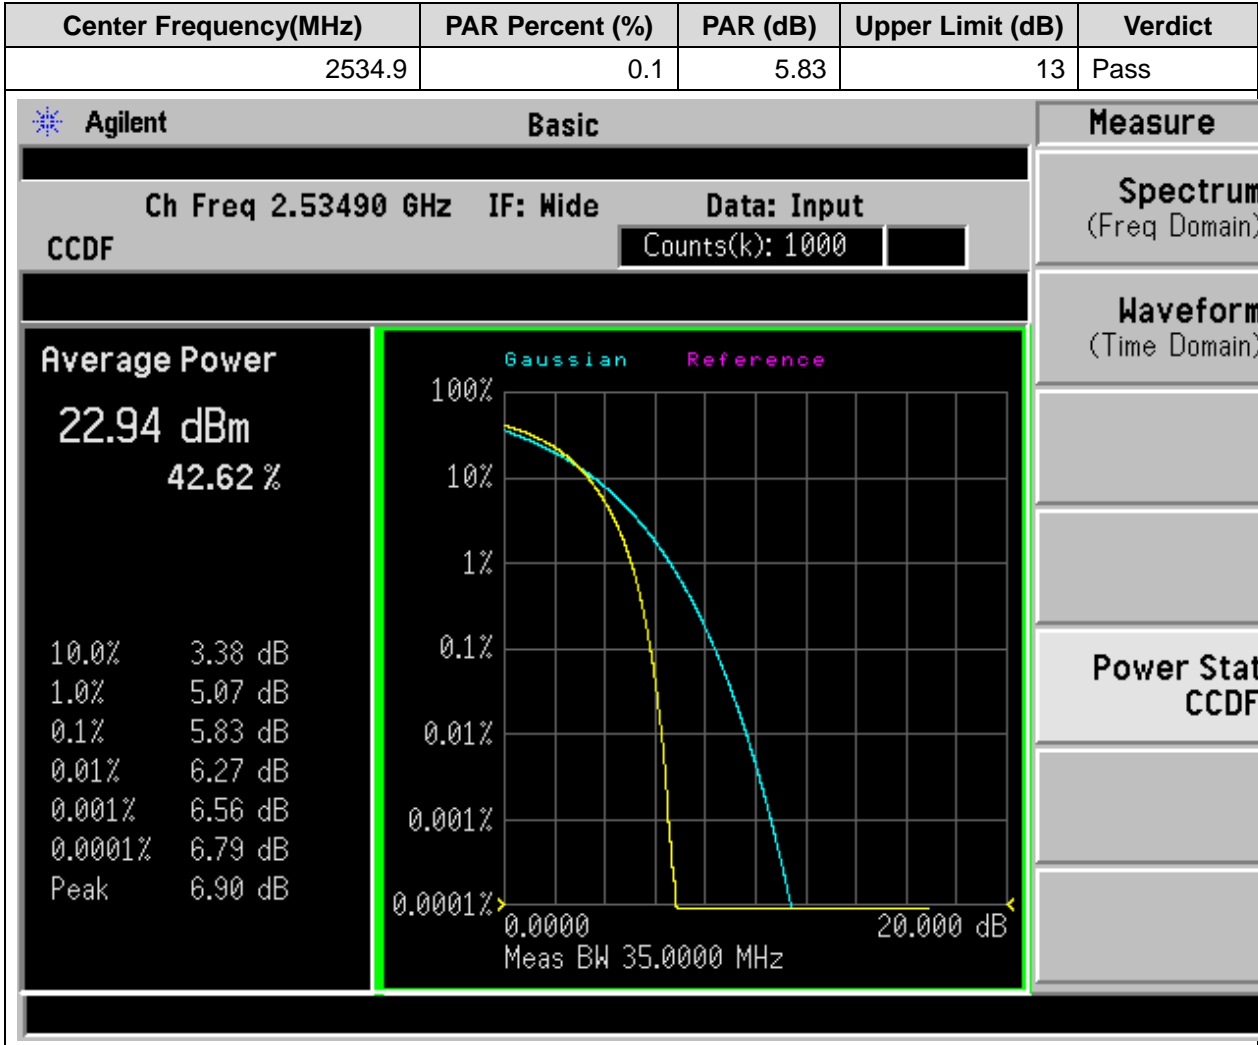 Center Frequency(MHz) PAR Percent (%) PAR (dB) Upper Limit (dB) Verdict
2534.9 0.1 5.83 13 Pass
Agilent Basic Measure
Ch Freq 2.53490 GHz IF: Wide Data: Input
CCDF Counts(k): 1000
Spectrum
(Freq Domain)
Waveform
(Time Domain)
Power Stat
CCDF
Average Power
22.94 dBm
42.62 %
10.0% 3.38 dB
1.0% 5.07 dB
0.1% 5.83 dB
0.01% 6.27 dB
0.001% 6.56 dB
0.0001% 6.79 dB
Peak 6.90 dB
Gaussian Reference
100%
10%
1%
0.1%
0.01%
0.001%
0.0001%
0.0000 20.000 dB
Meas BW 35.0000 MHz